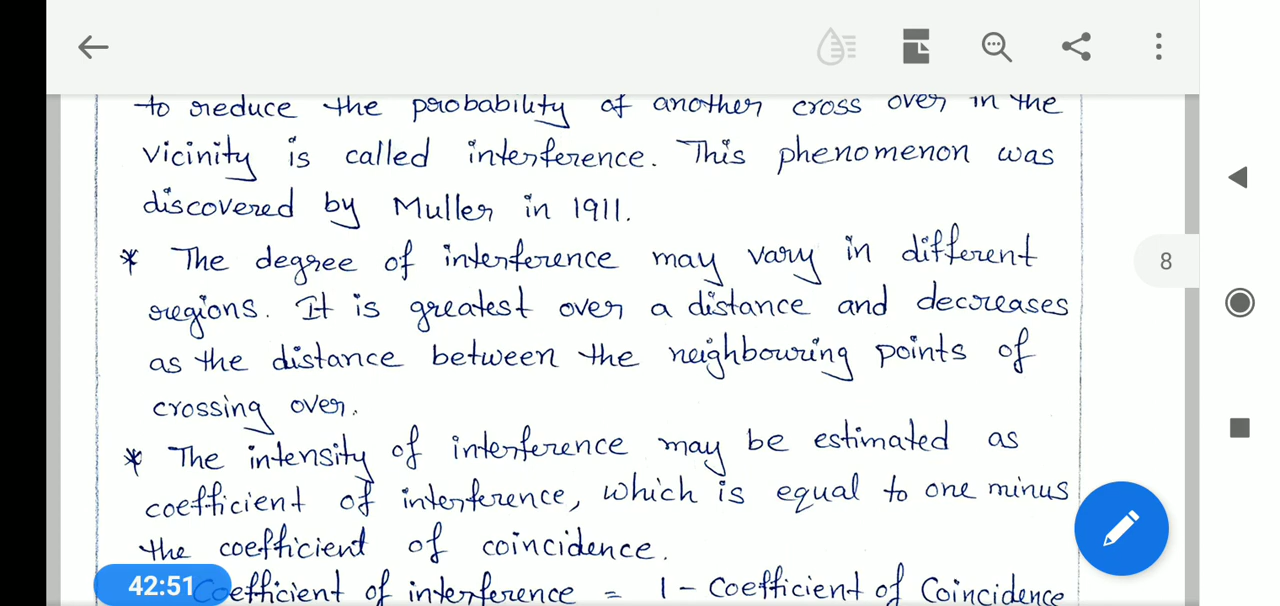 to reduce the probability of another cross over in the
vicinity is called interference. This phenomenon was
discovered by Muller in 1911.
* The degree of interference may vary in different
regions. It is greatest over a distance and decreases
as the distance between the neighbouring points of
crossing over.
* The intensity of interference may be estimated as
coefficient of interference, which is equal to one minus
the coefficient of coincidence.
Coefficient of interference = 1 - Coefficient of Coincidence
8
42:51